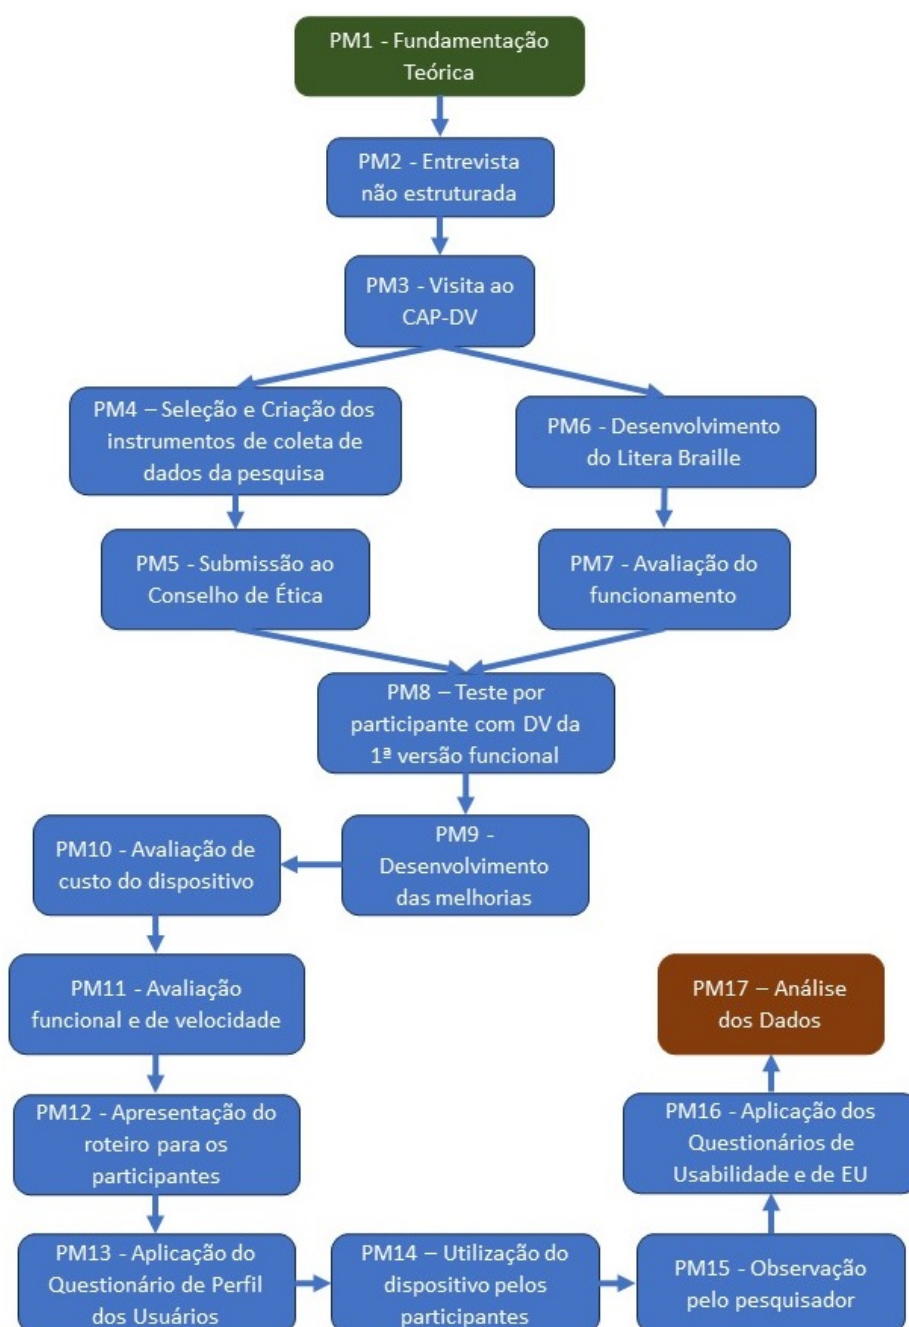 PM1 - Fundamentação
Teórica
PM2 - Entrevista
não estruturada
PM3 - Visita ao
CAP-DV
PM4 – Seleção e Criação dos
instrumentos de coleta de
dados da pesquisa
PM6 - Desenvolvimento
do Litera Braille
PM5 - Submissão ao
Conselho de Ética
PM7 - Avaliação do
funcionamento
PM8 – Teste por
participante com DV da
1ª versão funcional
PM9 -
Desenvolvimento
das melhorias
PM10 - Avaliação de
custo do dispositivo
PM11 - Avaliação
funcional e de velocidade
PM12 - Apresentação do
roteiro para os
participantes
PM13 - Aplicação do
Questionário de Perfil
dos Usuários
PM14 – Utilização do
dispositivo pelos
participantes
PM15 - Observação
pelo pesquisador
PM16 - Aplicação dos
Questionários de
Usabilidade e de EU
PM17 – Análise
dos Dados